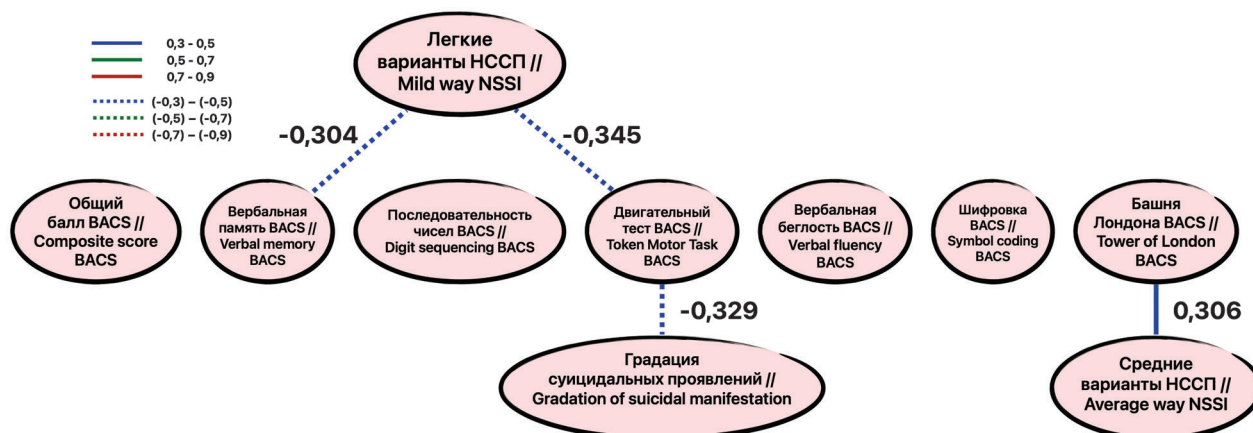 0,3 - 0,5
0,5 - 0,7
0,7 - 0,9
(-0,3) – (-0,5)
(-0,5) – (-0,7)
(-0,7) – (-0,9)
Легкие
варианты НССП //
Mild way NSSI
-0,304
-0,345
Общий
балл BACS //
Composite score
BACS
Вербальная
память BACS //
Verbal memory
BACS
Последовательность
чисел BACS //
Digit sequencing BACS
Двигательный
тест BACS //
Token Motor Task
BACS
Вербальная
беглость BACS //
Verbal fluency
BACS
Шифровка
BACS //
Symbol coding
BACS
Башня
Лондона BACS //
Tower of London
BACS
-0,329
0,306
Градация
суицидальных проявлений //
Gradation of suicidal manifestation
Средние
варианты НССП //
Average way NSSI